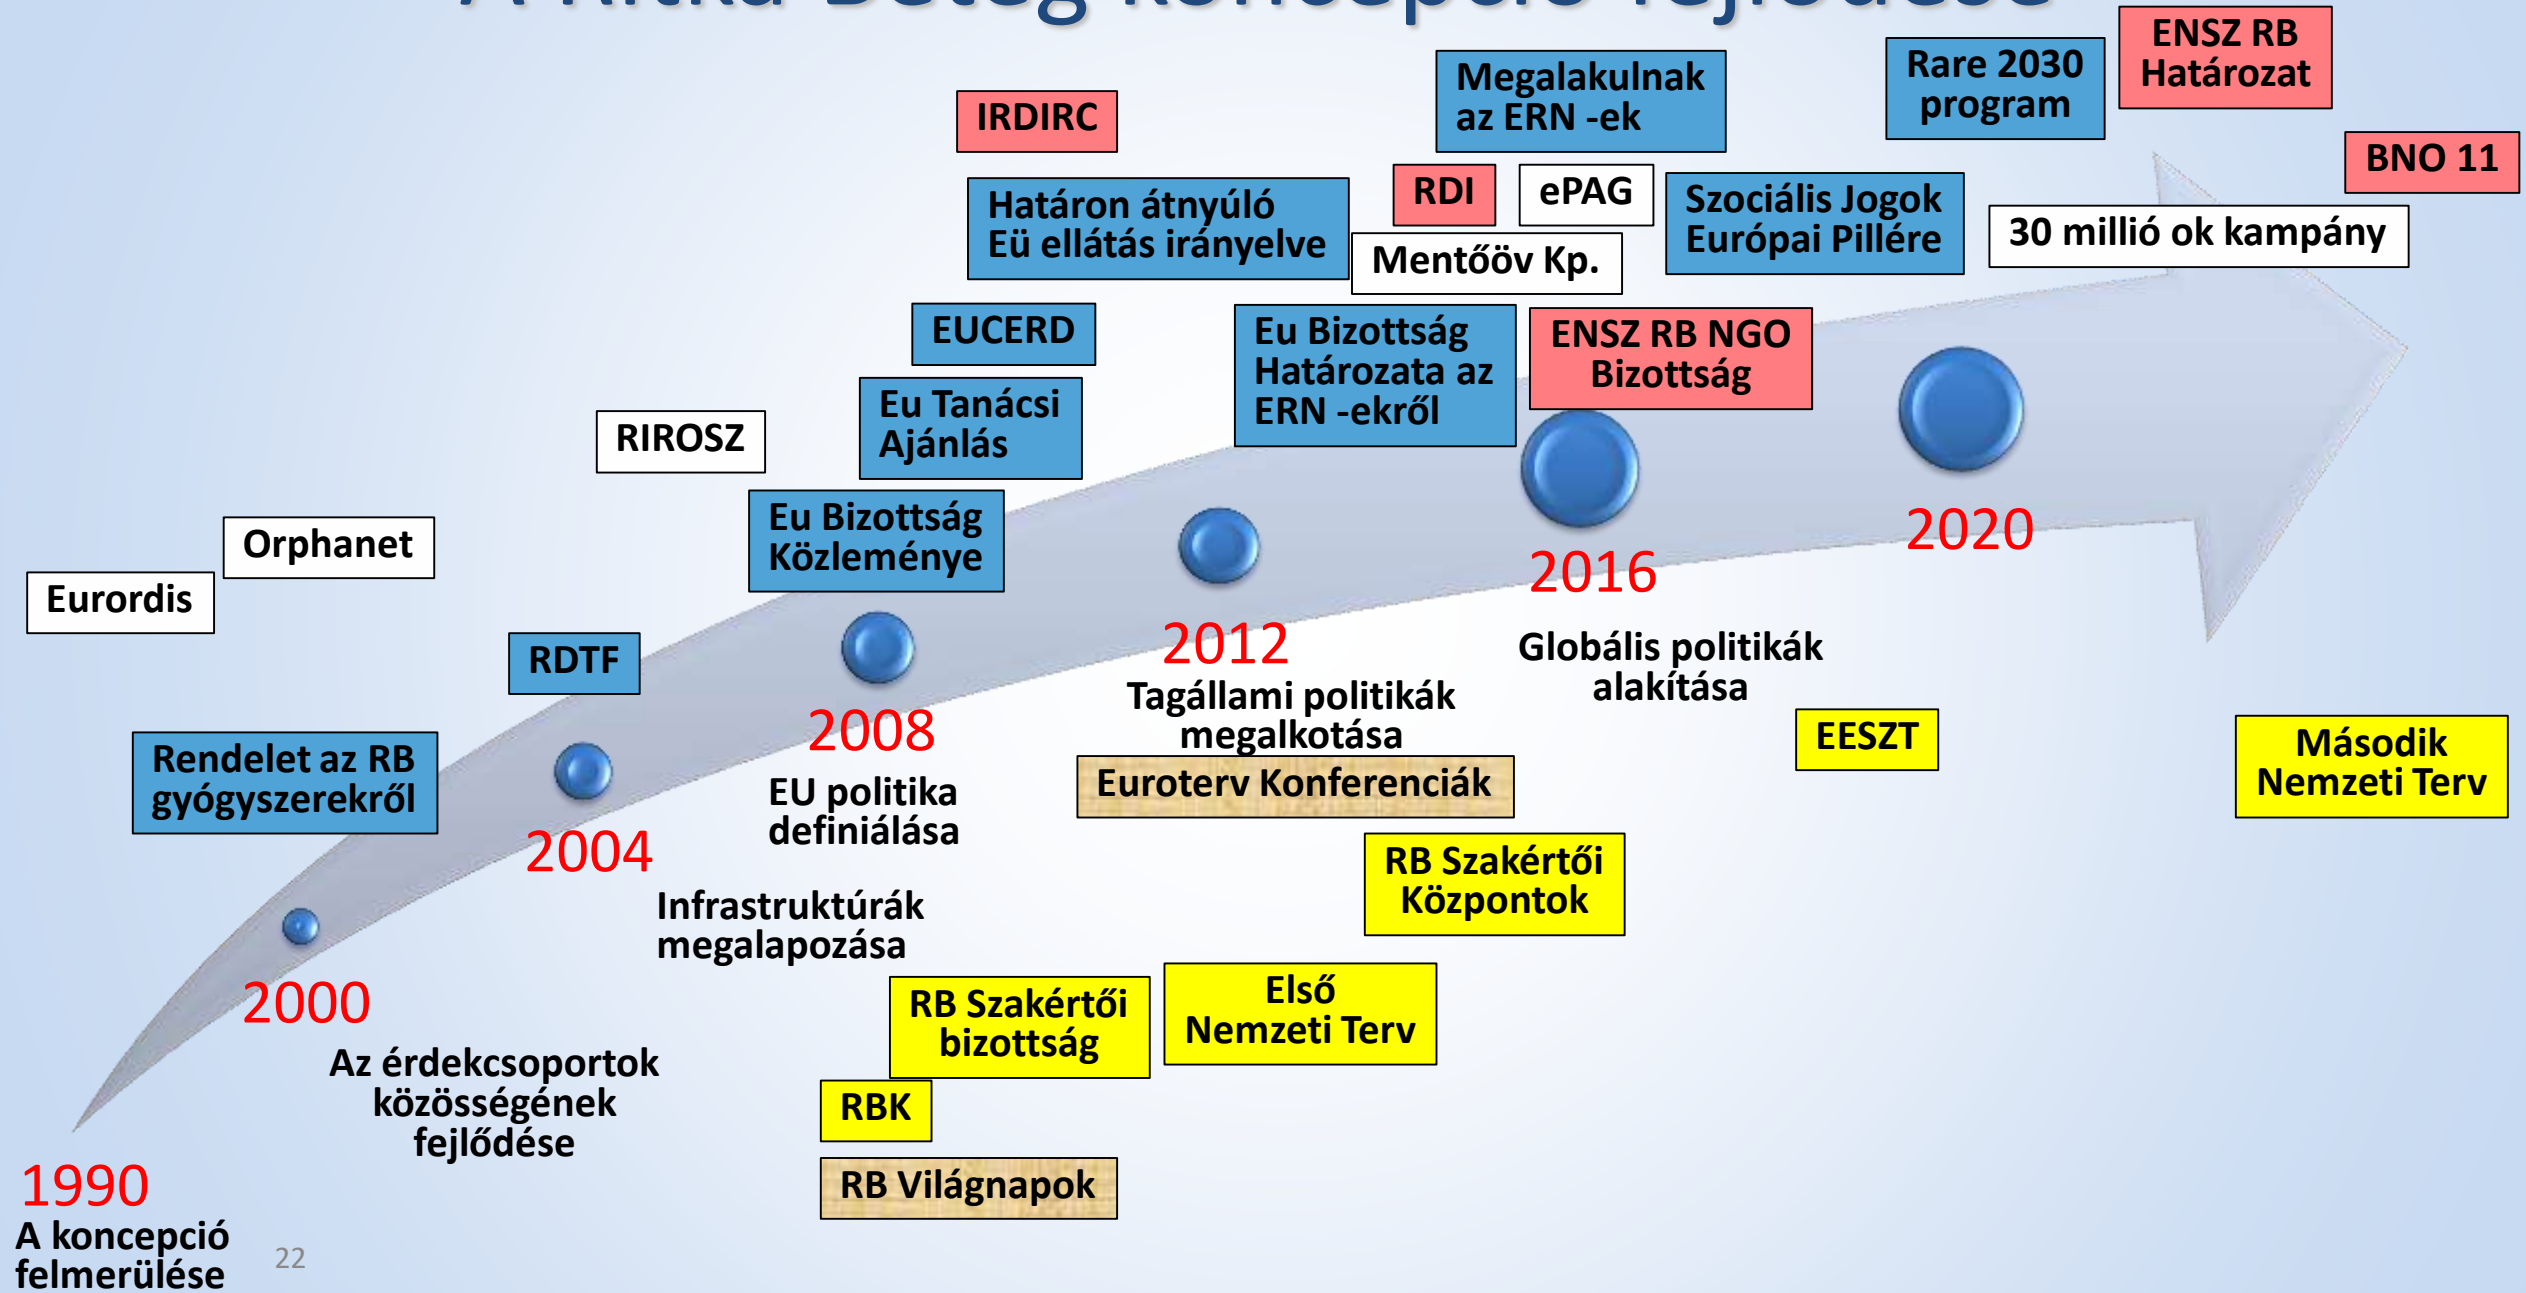 A Ritka Beteg koncepció fejlődése
ENSZ RB
Határozat
Rare 2030
program
Megalakulnak
az ERN -ek
IRDIRC
BNO 11
RDI
ePAG
Szociális Jogok
Európai Pillére
Határon átnyúló
Eü ellátás irányelve
30 millió ok kampány
Mentőöv Kp.
EUCERD
Eu Bizottság
Határozata az
ERN -ekről
ENSZ RB NGO
Bizottság
Eu Tanácsi
Ajánlás
RIROSZ
Eu Bizottság
Közleménye
Orphanet
Eurordis
2020
2016
RDTF
2012
Globális politikák
alakítása
Tagállami politikák
megalkotása
2008
EESZT
Második
Nemzeti Terv
Rendelet az RB
gyógyszerekről
Euroterv Konferenciák
EU politika
definiálása
2004
RB Szakértői
Központok
Infrastruktúrák
megalapozása
2000
RB Szakértői
bizottság
Első
Nemzeti Terv
Az érdekcsoportok
közösségének
fejlődése
RBK
RB Világnapok
1990
A koncepció
felmerülése
22